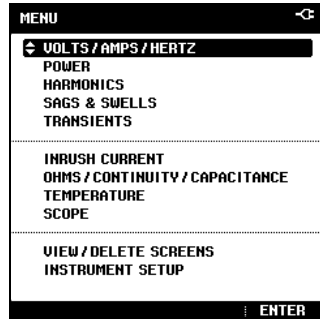 MENU
VOLTS/AMPS/HERTZ
POWER
HARMONICS
SAGS & SWELLS
TRANSIENTS
INRUSH CURRENT
OHMS/CONTINUITY/CAPACITANCE
TEMPERATURE
SCOPE
VIEW/DELETE SCREENS
INSTRUMENT SETUP
ENTER